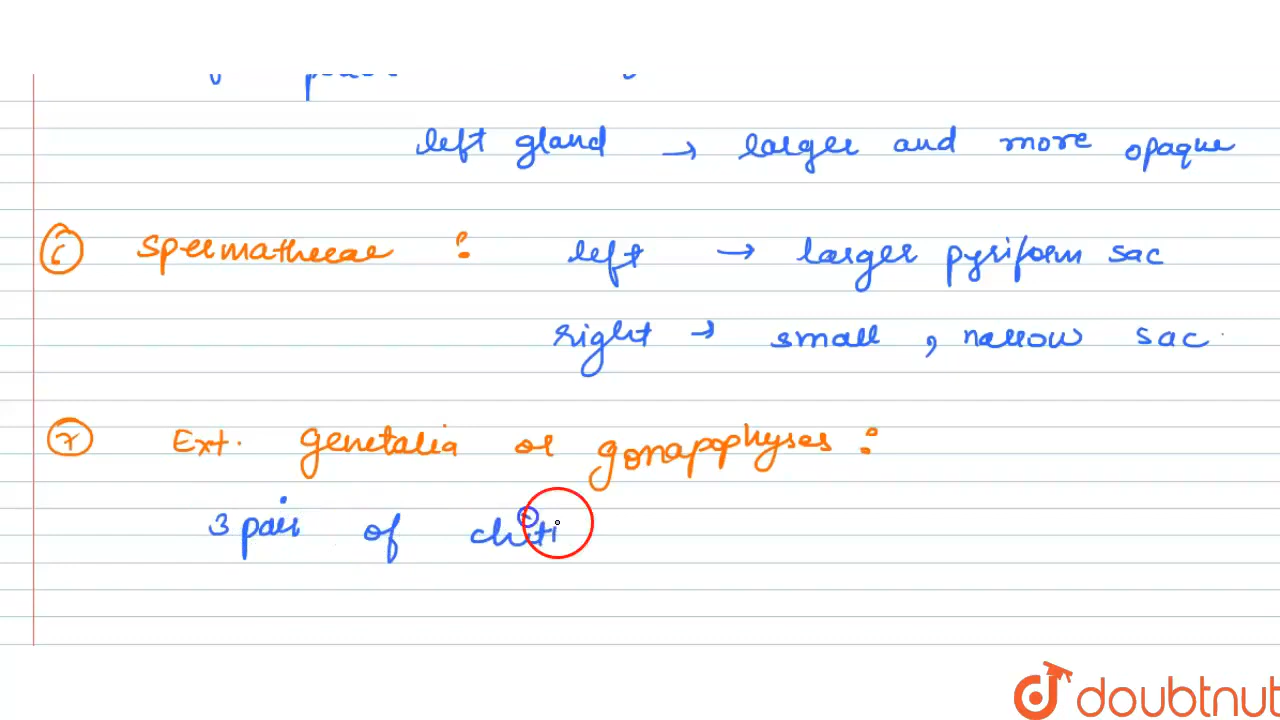 left gland → larger and more opaque
6 spermathecae : left → larger pyriform sac
right → small, narrow sac
7 Ext. genetalia or gonapophyses :
3 pair of chiti
doubtnut